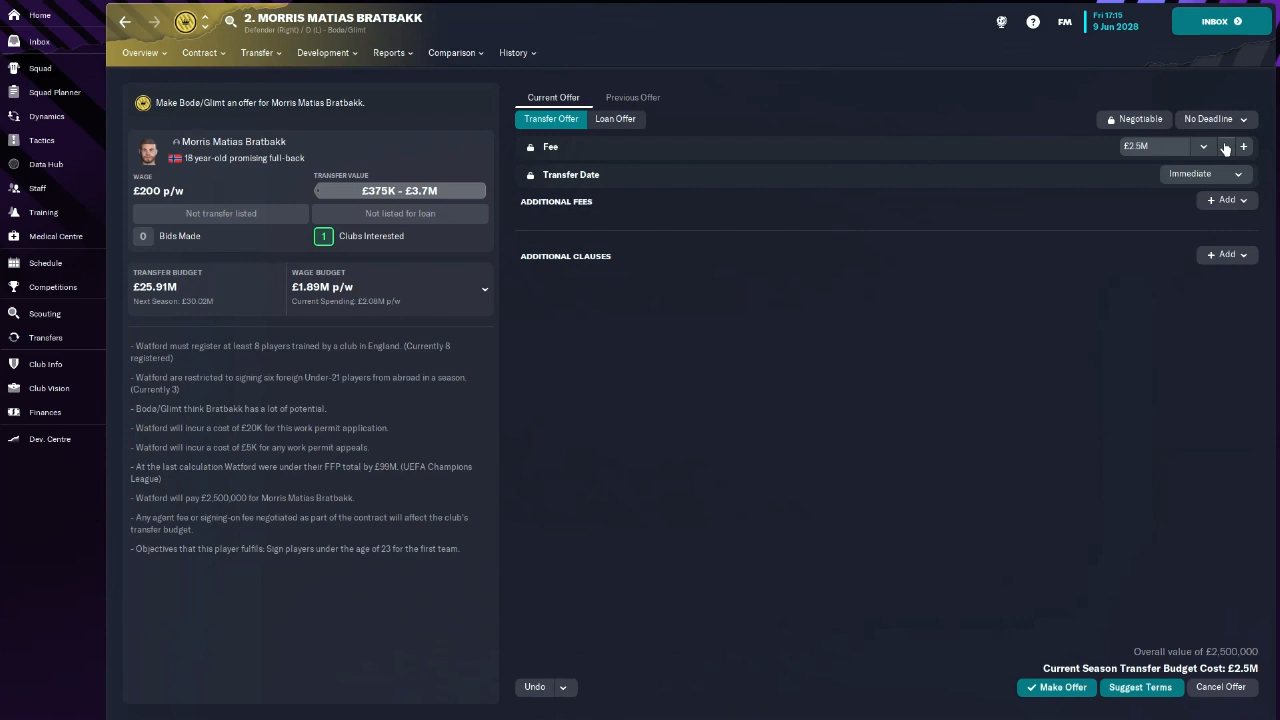 Home
Inbox
Squad
Squad Planner
Dynamics
Tactics
Data Hub
Staff
Training
Medical Centre
Schedule
Competitions
Scouting
Transfers
Club Info
Club Vision
Finances
Dev. Centre
2. MORRIS MATIAS BRATBAKK
Defender (Right) / D (L) - Bodø/Glimt
FM
Fri 17:15
9 Jun 2028
INBOX
Overview
Contract
Transfer
Development
Reports
Comparison
History
Make Bodø/Glimt an offer for Morris Matias Bratbakk.
Morris Matias Bratbakk
18 year-old promising full-back
WAGE
£200 p/w
TRANSFER VALUE
£375K - £3.7M
Not transfer listed
Not listed for loan
0 Bids Made
1 Clubs Interested
TRANSFER BUDGET
£25.91M
Next Season: £30.02M
WAGE BUDGET
£1.89M p/w
Current Spending: £2.08M p/w
- Watford must register at least 8 players trained by a club in England. (Currently 8
registered)
- Watford are restricted to signing six foreign Under-21 players from abroad in a season.
(Currently 3)
- Bodø/Glimt think Bratbakk has a lot of potential.
- Watford will incur a cost of £20K for this work permit application.
- Watford will incur a cost of £5K for any work permit appeals.
- At the last calculation Watford were under their FFP total by £99M. (UEFA Champions
League)
- Watford will pay £2,500,000 for Morris Matias Bratbakk.
- Any agent fee or signing-on fee negotiated as part of the contract will affect the club's
transfer budget.
- Objectives that this player fulfils: Sign players under the age of 23 for the first team.
Current Offer
Previous Offer
Transfer Offer
Loan Offer
Negotiable
No Deadline
Fee
£2.5M
Transfer Date
Immediate
ADDITIONAL FEES
+ Add
ADDITIONAL CLAUSES
+ Add
Overall value of £2,500,000
Current Season Transfer Budget Cost: £2.5M
Undo
Make Offer
Suggest Terms
Cancel Offer